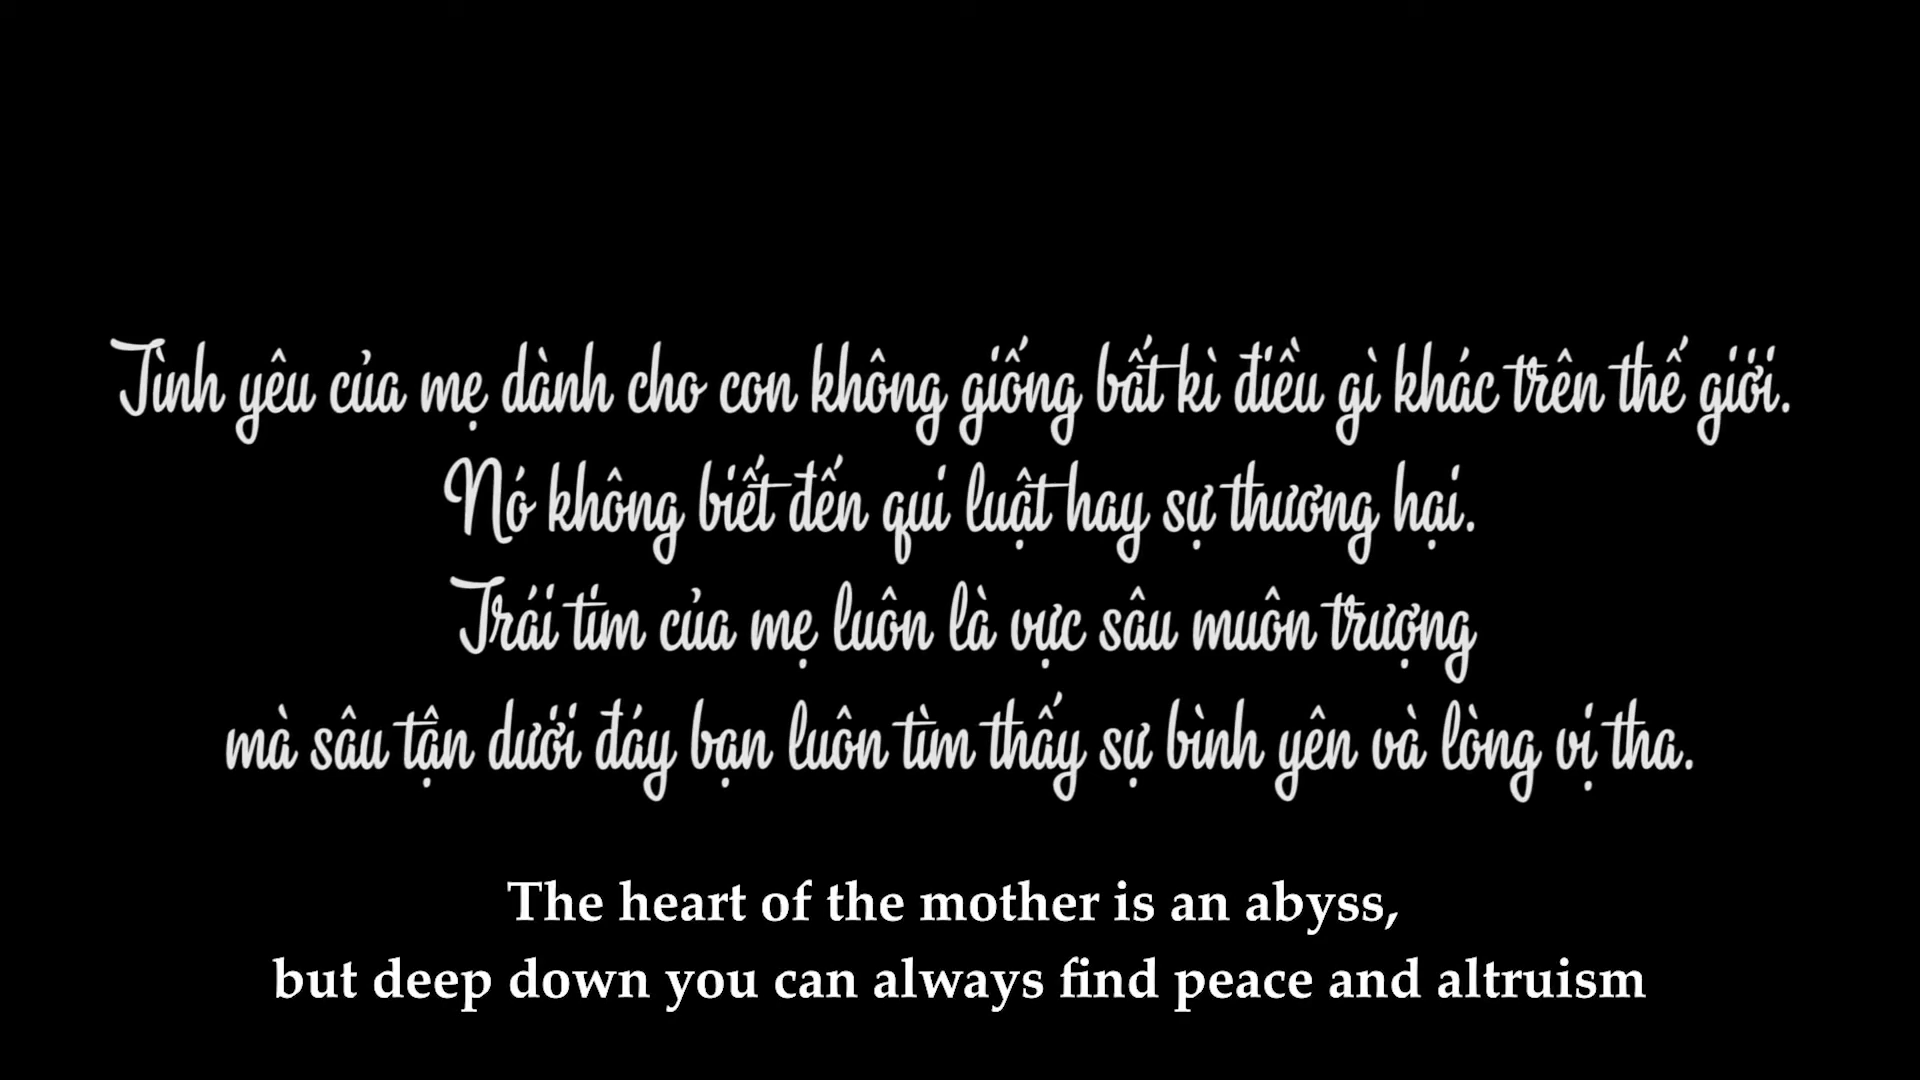 Tình yêu của mẹ dành cho con không giống bất kì điều gì khác trên thế giới.
Nó không biết đến qui luật hay sự thương hại.
Trái tim của mẹ luôn là vực sâu muôn trượng
mà sâu tận dưới đáy bạn luôn tìm thấy sự bình yên và lòng vị tha.
The heart of the mother is an abyss,
but deep down you can always find peace and altruism